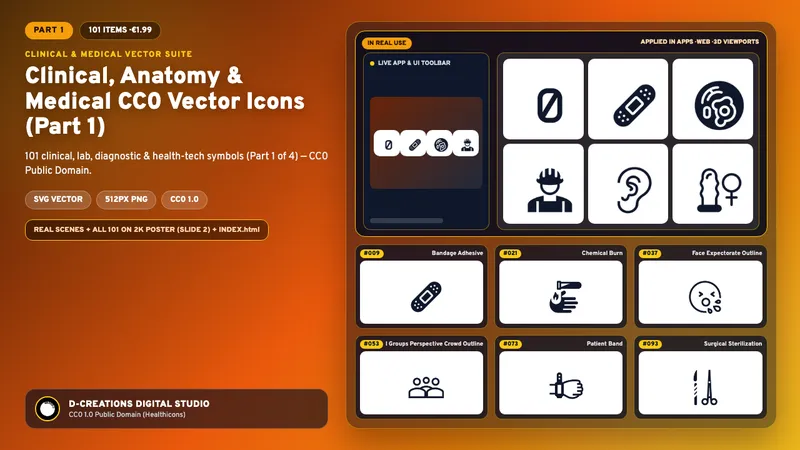 PART 1
101 ITEMS •€1.99
CLINICAL & MEDICAL VECTOR SUITE
Clinical, Anatomy &
Medical CC0 Vector Icons
(Part 1)
101 clinical, lab, diagnostic & health-tech symbols (Part 1 of 4) — CC0
Public Domain.
SVG VECTOR
512PX PNG
CC0 1.0
REAL SCENES + ALL 101 ON 2K POSTER (SLIDE 2) + INDEX.html
D-CREATIONS DIGITAL STUDIO
CC0 1.0 Public Domain (Healthicons)
IN REAL USE
APPLIED IN APPS •WEB •3D VIEWPORTS
LIVE APP & UI TOOLBAR
0
0
#009
Bandage Adhesive
#021
Chemical Burn
#037
Face Expectorate Outline
#053
I Groups Perspective Crowd Outline
#073
Patient Band
#093
Surgical Sterilization